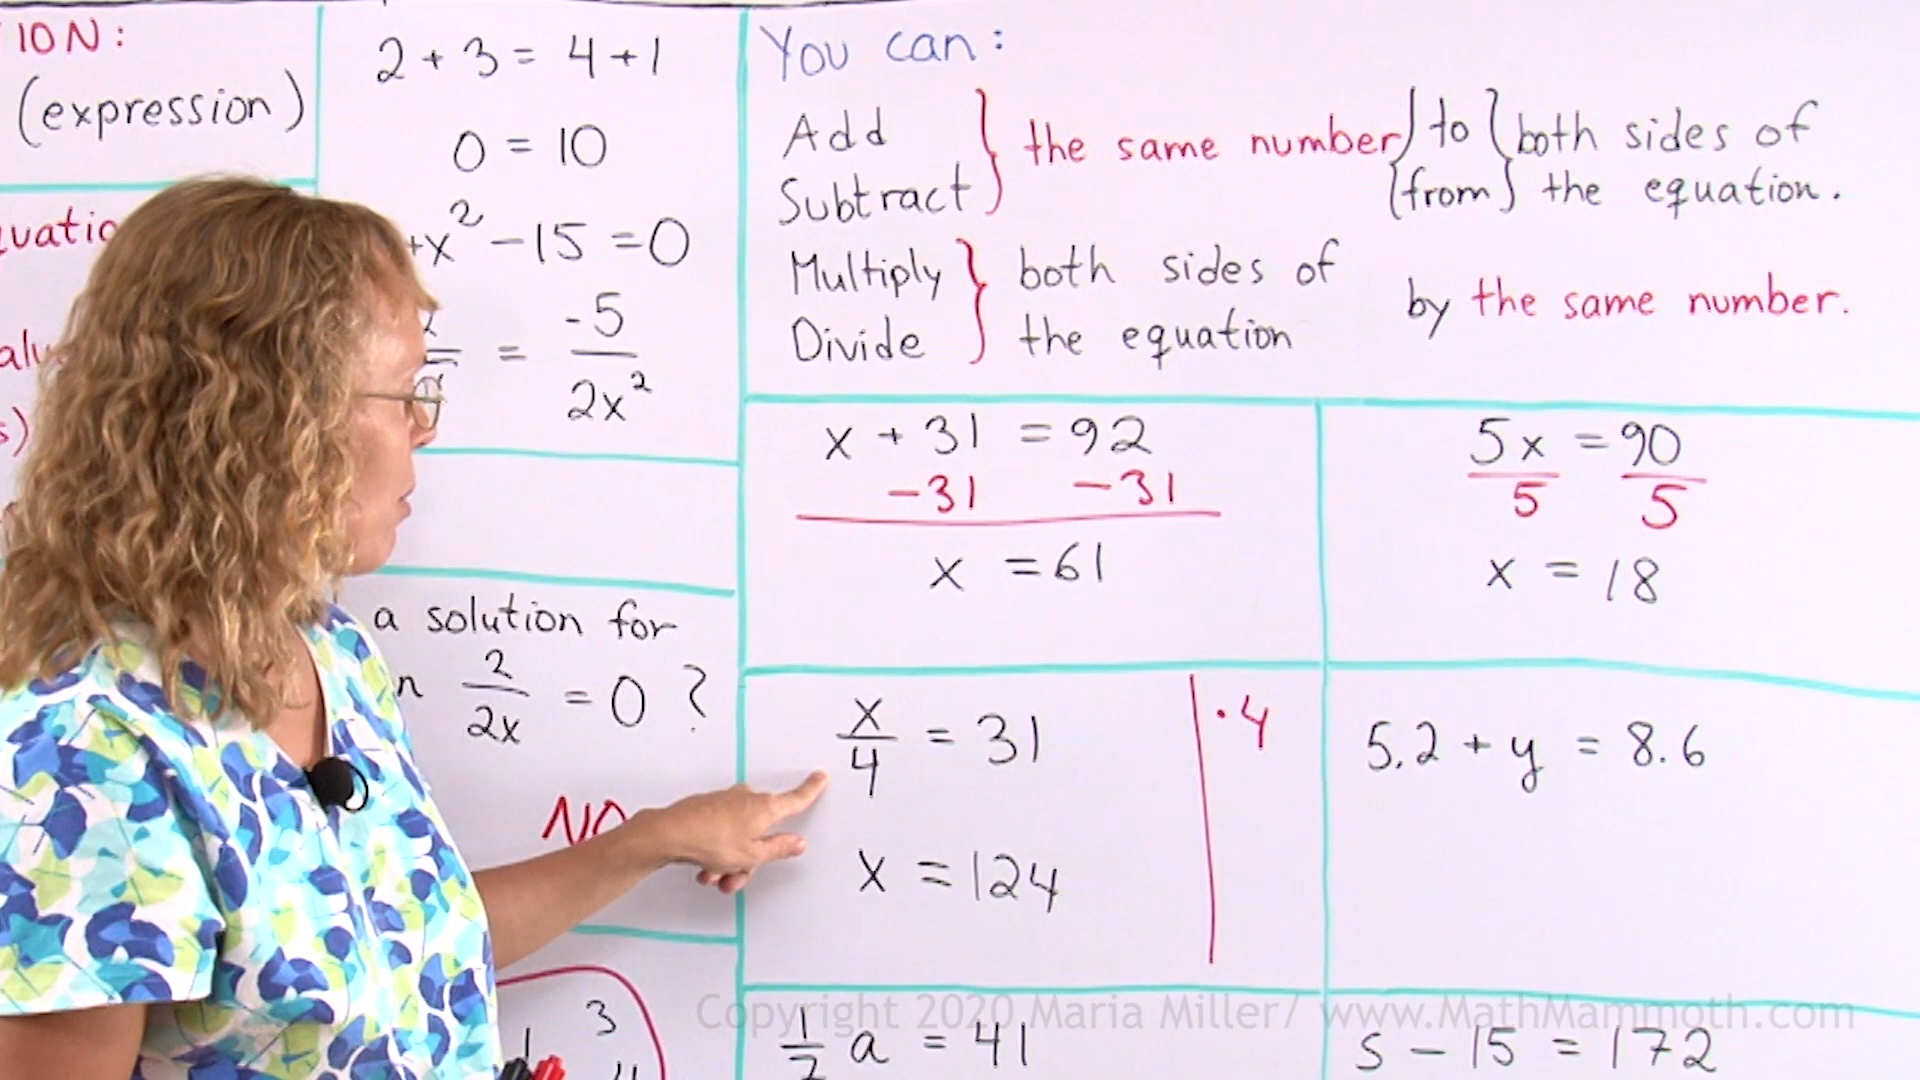 ION:
(expression)
2 + 3 = 4 + 1
0 = 10
+x² - 15 = 0
= -5/2x²
a solution for
2/2x = 0 ?
NO
3
You can:
Add
Subtract
the same number
to
from
both sides of
the equation.
Multiply
Divide
both sides of
the equation
by the same number.
x + 31 = 92
-31 -31
x = 61
5x = 90
5 5
x = 18
x/4 = 31
· 4
x = 124
5.2 + y = 8.6
a = 41
s - 15 = 172
Copyright 2020 Maria Miller/ www.MathMammoth.com